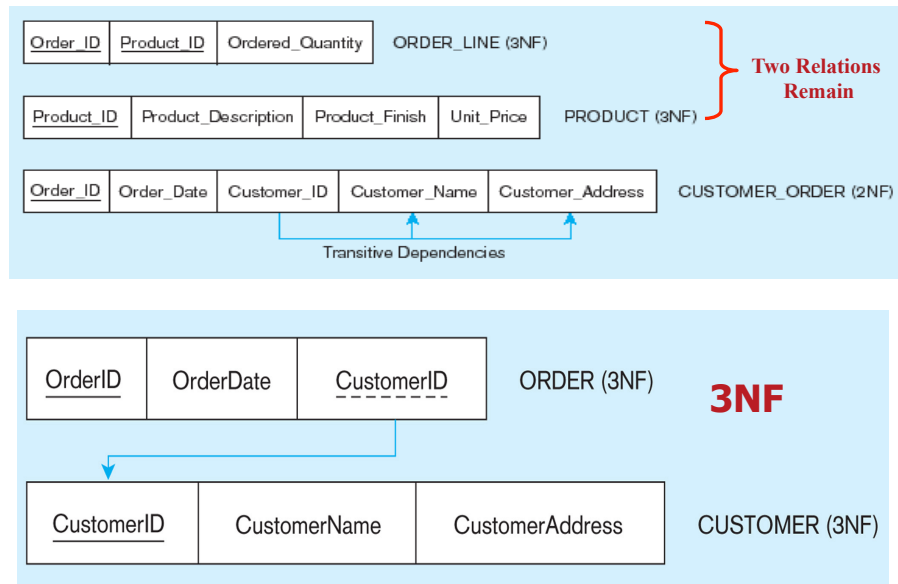 Order_ID Product_ID Ordered_Quantity ORDER_LINE (3NF)
Two Relations
Remain
Product_ID Product_Description Product_Finish Unit_Price PRODUCT (3NF)
Order_ID Order_Date Customer_ID Customer_Name Customer_Address CUSTOMER_ORDER (2NF)
Transitive Dependencies
OrderID OrderDate CustomerID ORDER (3NF)
3NF
CustomerID CustomerName CustomerAddress CUSTOMER (3NF)